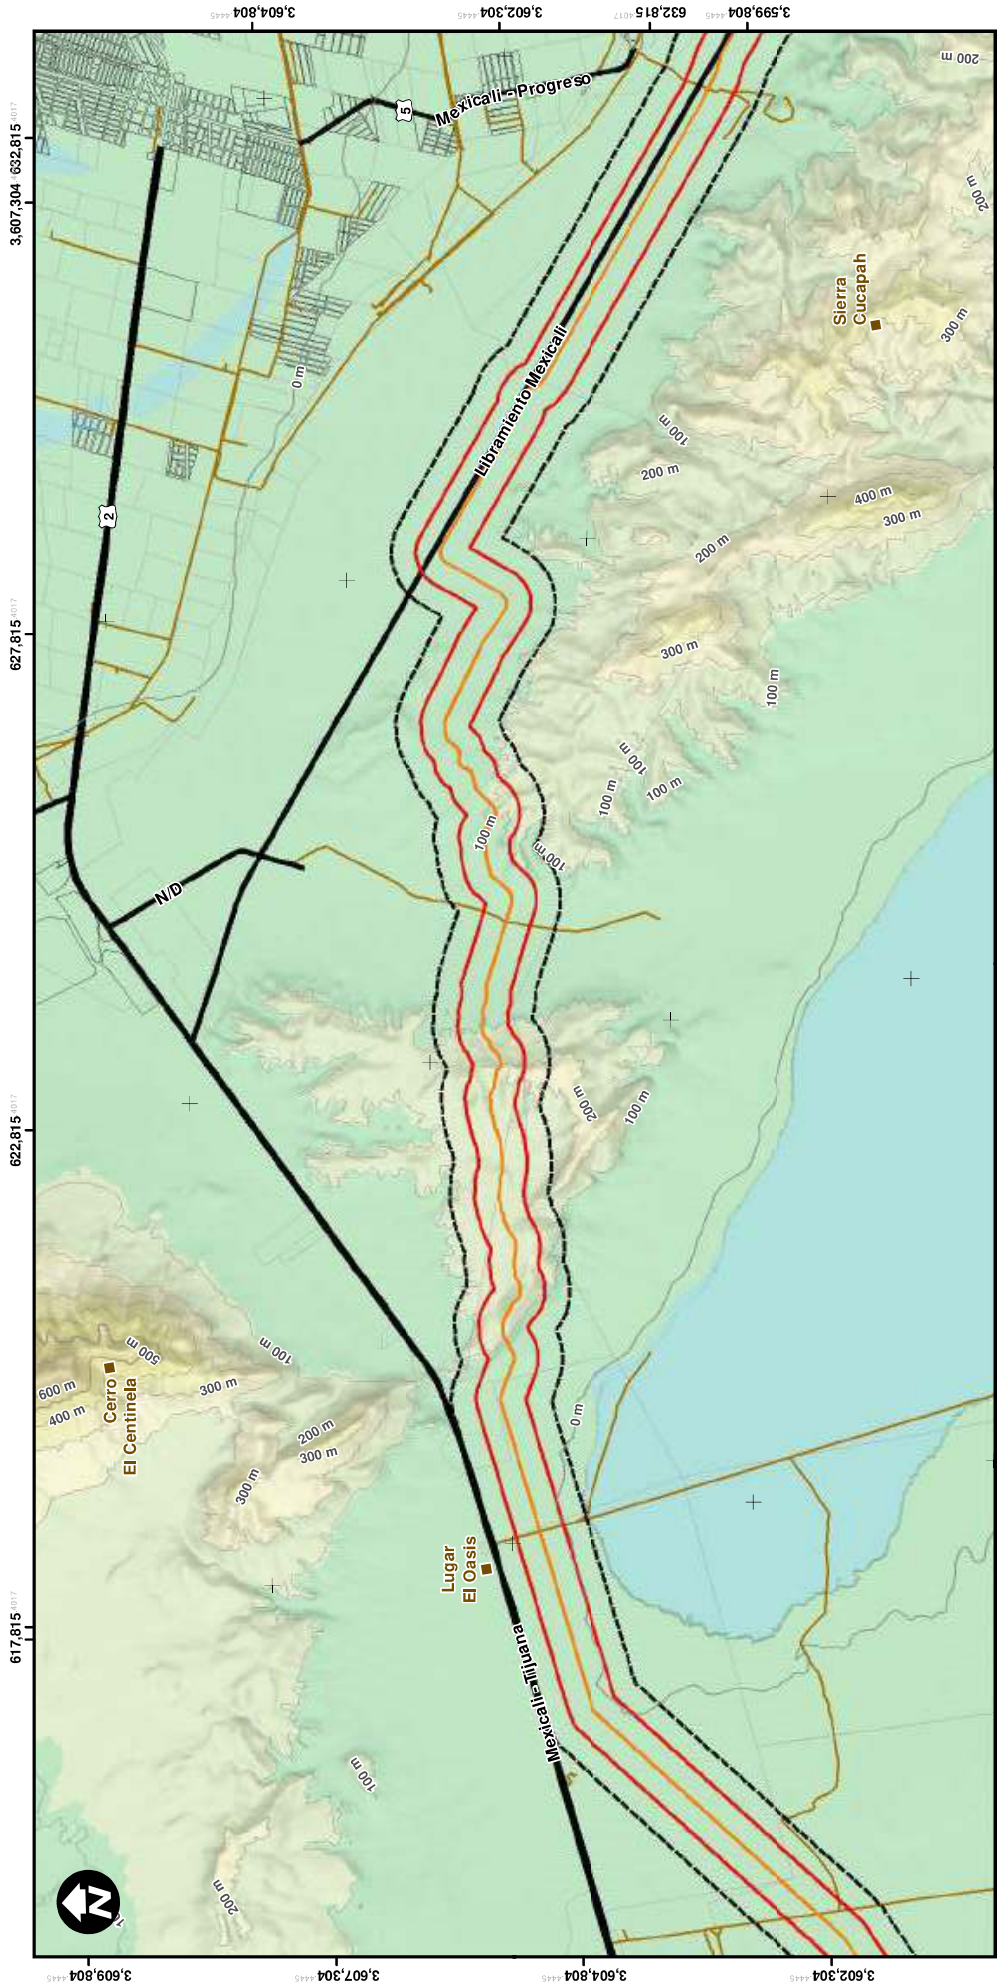 3,604,804
3,602,304
632,815
3,599,804
3,607,304
632,815
627,815
622,815
617,815
3,609,804
3,607,304
3,604,804
3,602,304
Mexicali - Progreso
5
2
Libramiento Mexicali
N/D
Mexicali-Tijuana
Sierra
Cucapah
Cerro
El Centinela
Lugar
El Oasis
200 m
200 m
300 m
0 m
100 m
200 m
400 m
300 m
200 m
300 m
100 m
100 m
100 m
100 m
100 m
100 m
200 m
100 m
500 m
100 m
600 m
400 m
300 m
200 m
300 m
300 m
0 m
100 m
200 m
N